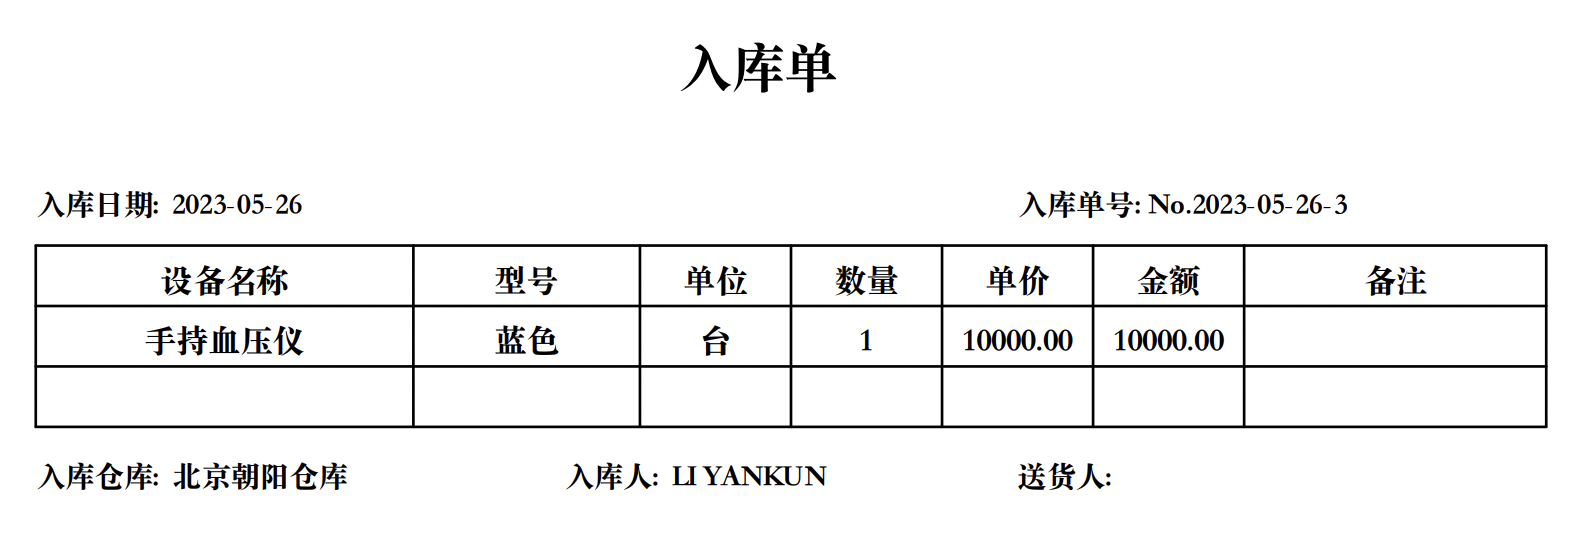 入库单
入库日期: 2023-05-26 入库单号: No.2023-05-26-3
设备名称 型号 单位 数量 单价 金额 备注
手持血压仪 蓝色 台 1 10000.00 10000.00
入库仓库: 北京朝阳仓库 入库人: LI YANKUN 送货人: